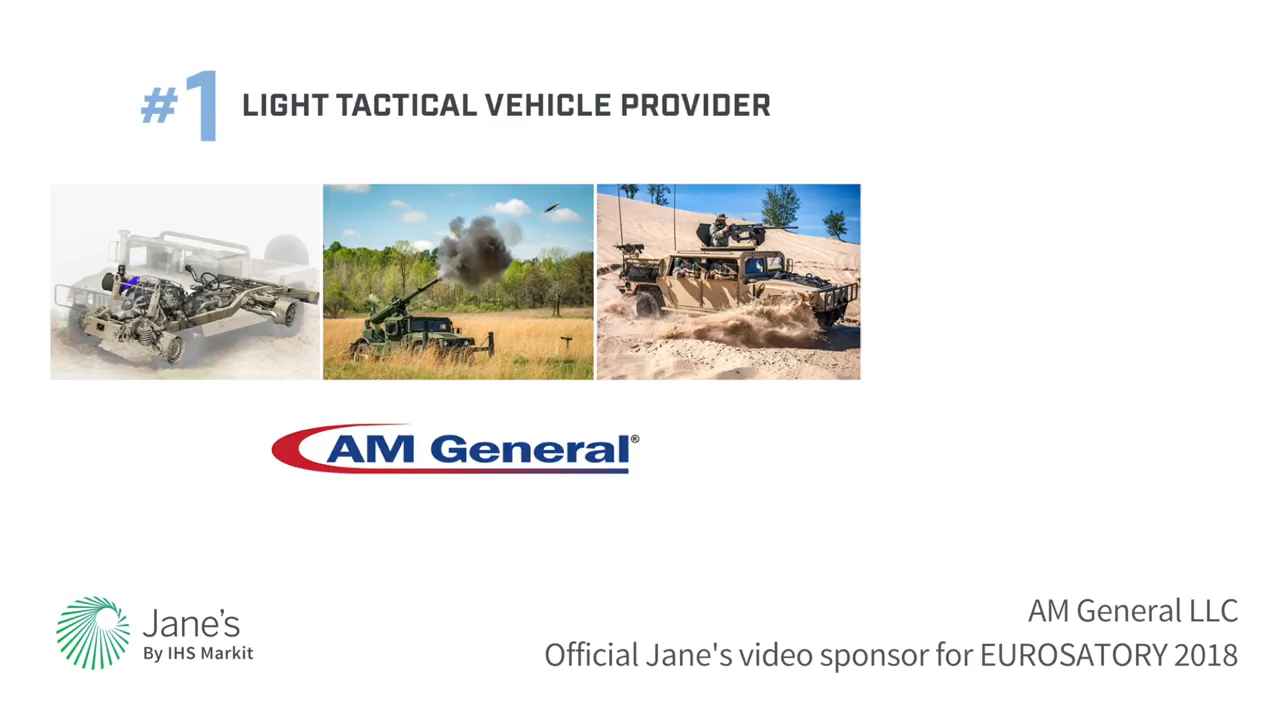 #1 LIGHT TACTICAL VEHICLE PROVIDER
AM General®
Jane's
By IHS Markit
AM General LLC
Official Jane's video sponsor for EUROSATORY 2018